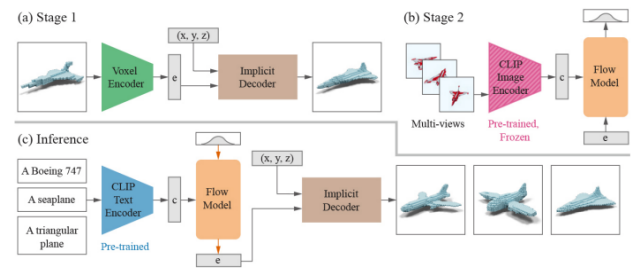 (a) Stage 1
(x, y, z)
Voxel
Encoder
e
Implicit
Decoder
(b) Stage 2
Multi-views
CLIP
Image
Encoder
Pre-trained,
Frozen
c
Flow
Model
e
(c) Inference
A Boeing 747
A seaplane
A triangular
plane
CLIP
Text
Encoder
Pre-trained
c
Flow
Model
e
(x, y, z)
Implicit
Decoder